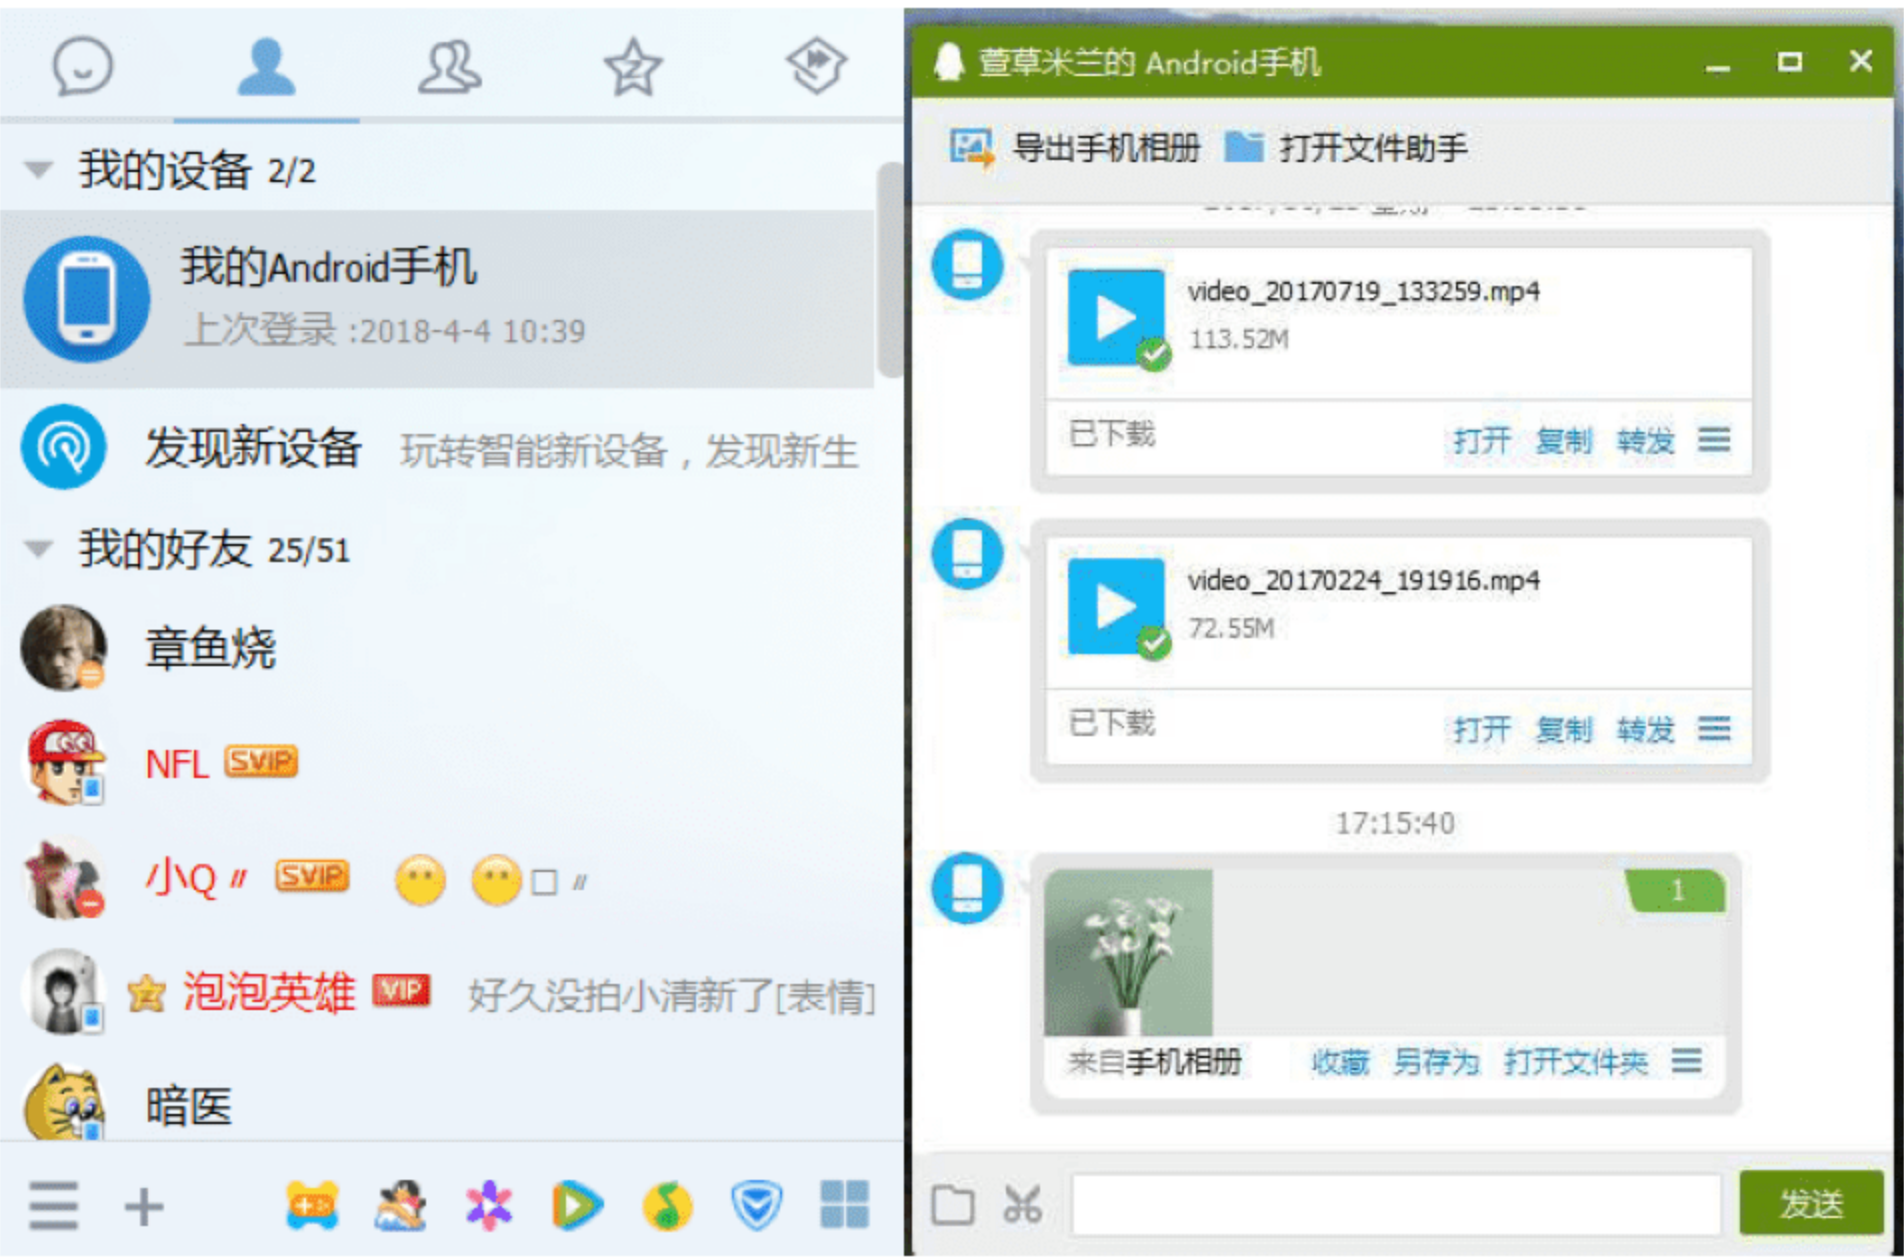 我的设备 2/2
我的Android手机
上次登录 :2018-4-4 10:39
发现新设备 玩转智能新设备，发现新生
我的好友 25/51
章鱼烧
NFL SVIP
小Q〃 SVIP 〃
泡泡英雄 VIP 好久没拍小清新了[表情]
暗医
萱草米兰的 Android手机
导出手机相册 打开文件助手
video_20170719_133259.mp4
113.52M
已下载 打开 复制 转发
video_20170224_191916.mp4
72.55M
已下载 打开 复制 转发
17:15:40
1
来自手机相册 收藏 另存为 打开文件夹
发送